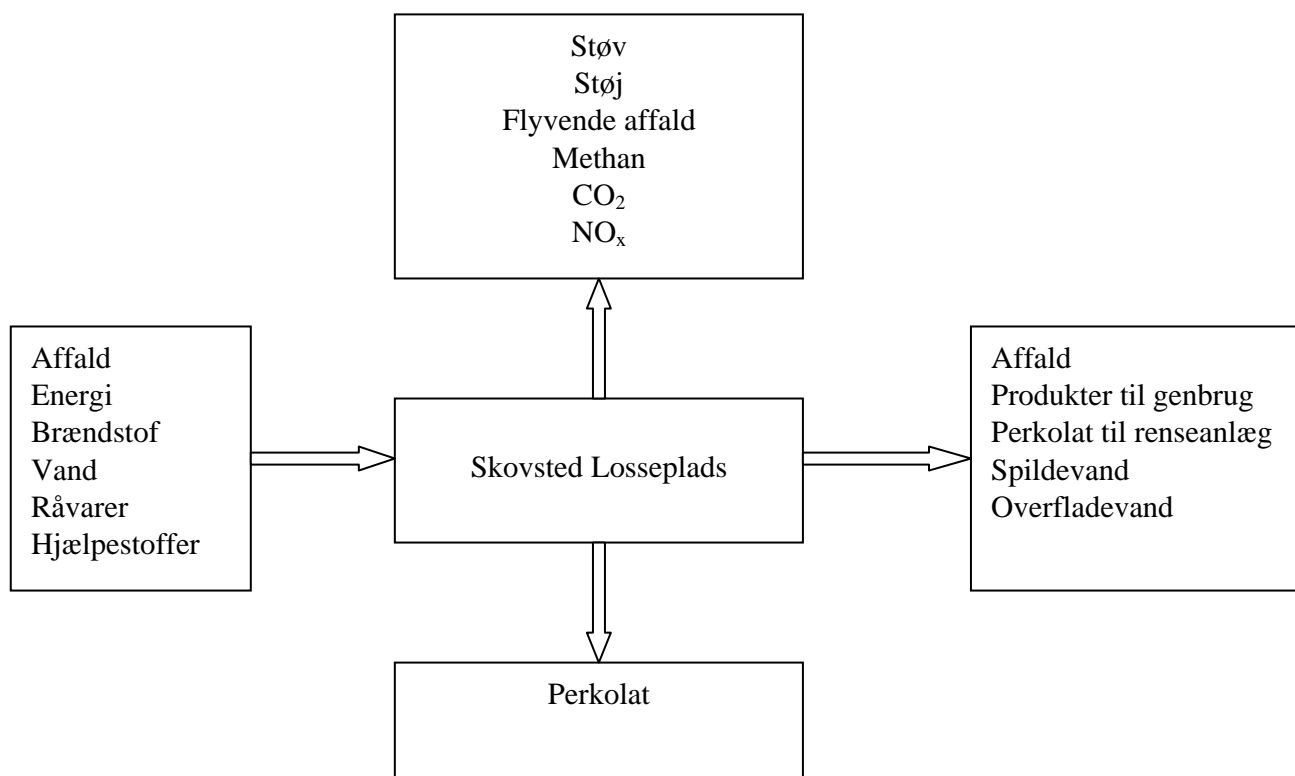 Støv
Støj
Flyvende affald
Methan
CO₂
NOₓ
Affald
Energi
Brændstof
Vand
Råvarer
Hjælpestoffer
Skovsted Losseplads
Affald
Produkter til genbrug
Perkolat til renseanlæg
Spildevand
Overfladevand
Perkolat